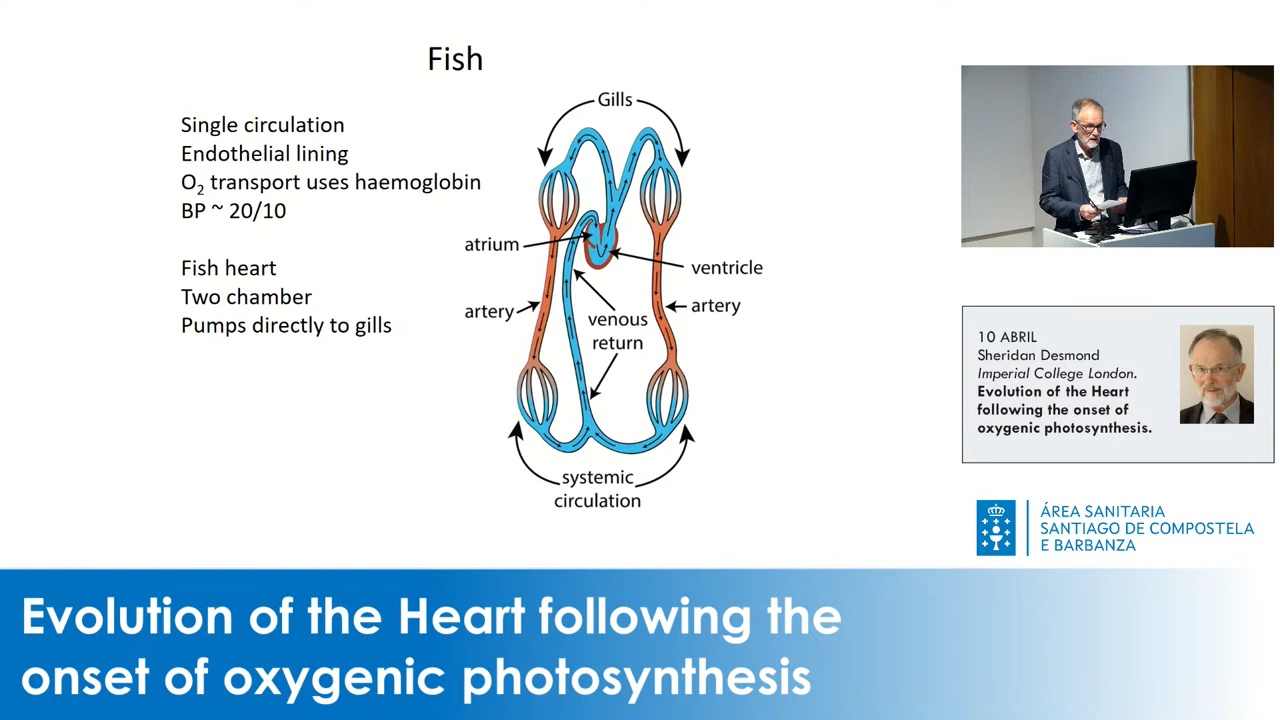 Fish
Single circulation
Endothelial lining
O₂ transport uses haemoglobin
BP ~ 20/10
Fish heart
Two chamber
Pumps directly to gills
Gills
atrium
ventricle
artery
artery
venous
return
systemic
circulation
10 ABRIL
Sheridan Desmond
Imperial College London.
Evolution of the Heart
following the onset of
oxygenic photosynthesis.
ÁREA SANITARIA
SANTIAGO DE COMPOSTELA
E BARBANZA
Evolution of the Heart following the
onset of oxygenic photosynthesis